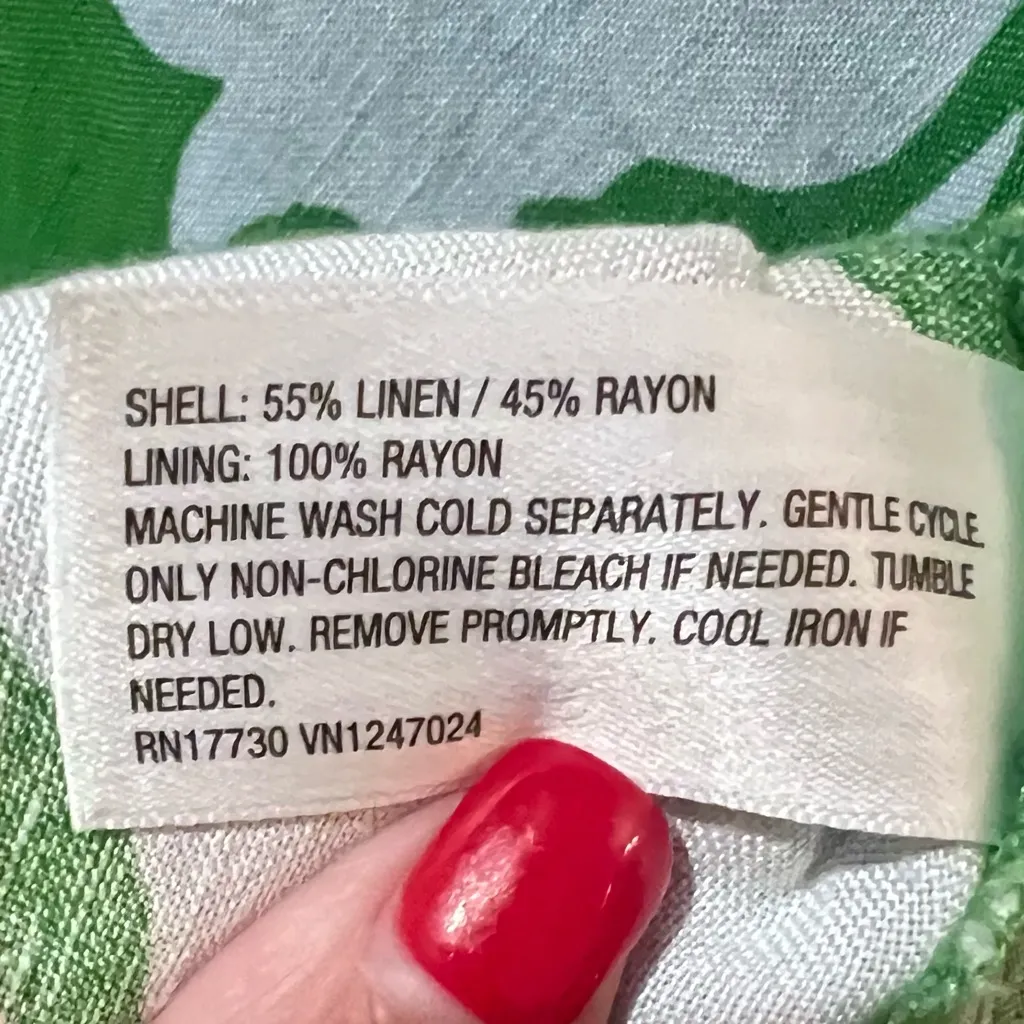 SHELL: 55% LINEN / 45% RAYON
LINING: 100% RAYON
MACHINE WASH COLD SEPARATELY. GENTLE CYCLE
ONLY NON-CHLORINE BLEACH IF NEEDED. TUMBLE
DRY LOW. REMOVE PROMPTLY. COOL IRON IF
NEEDED.
RN17730 VN1247024